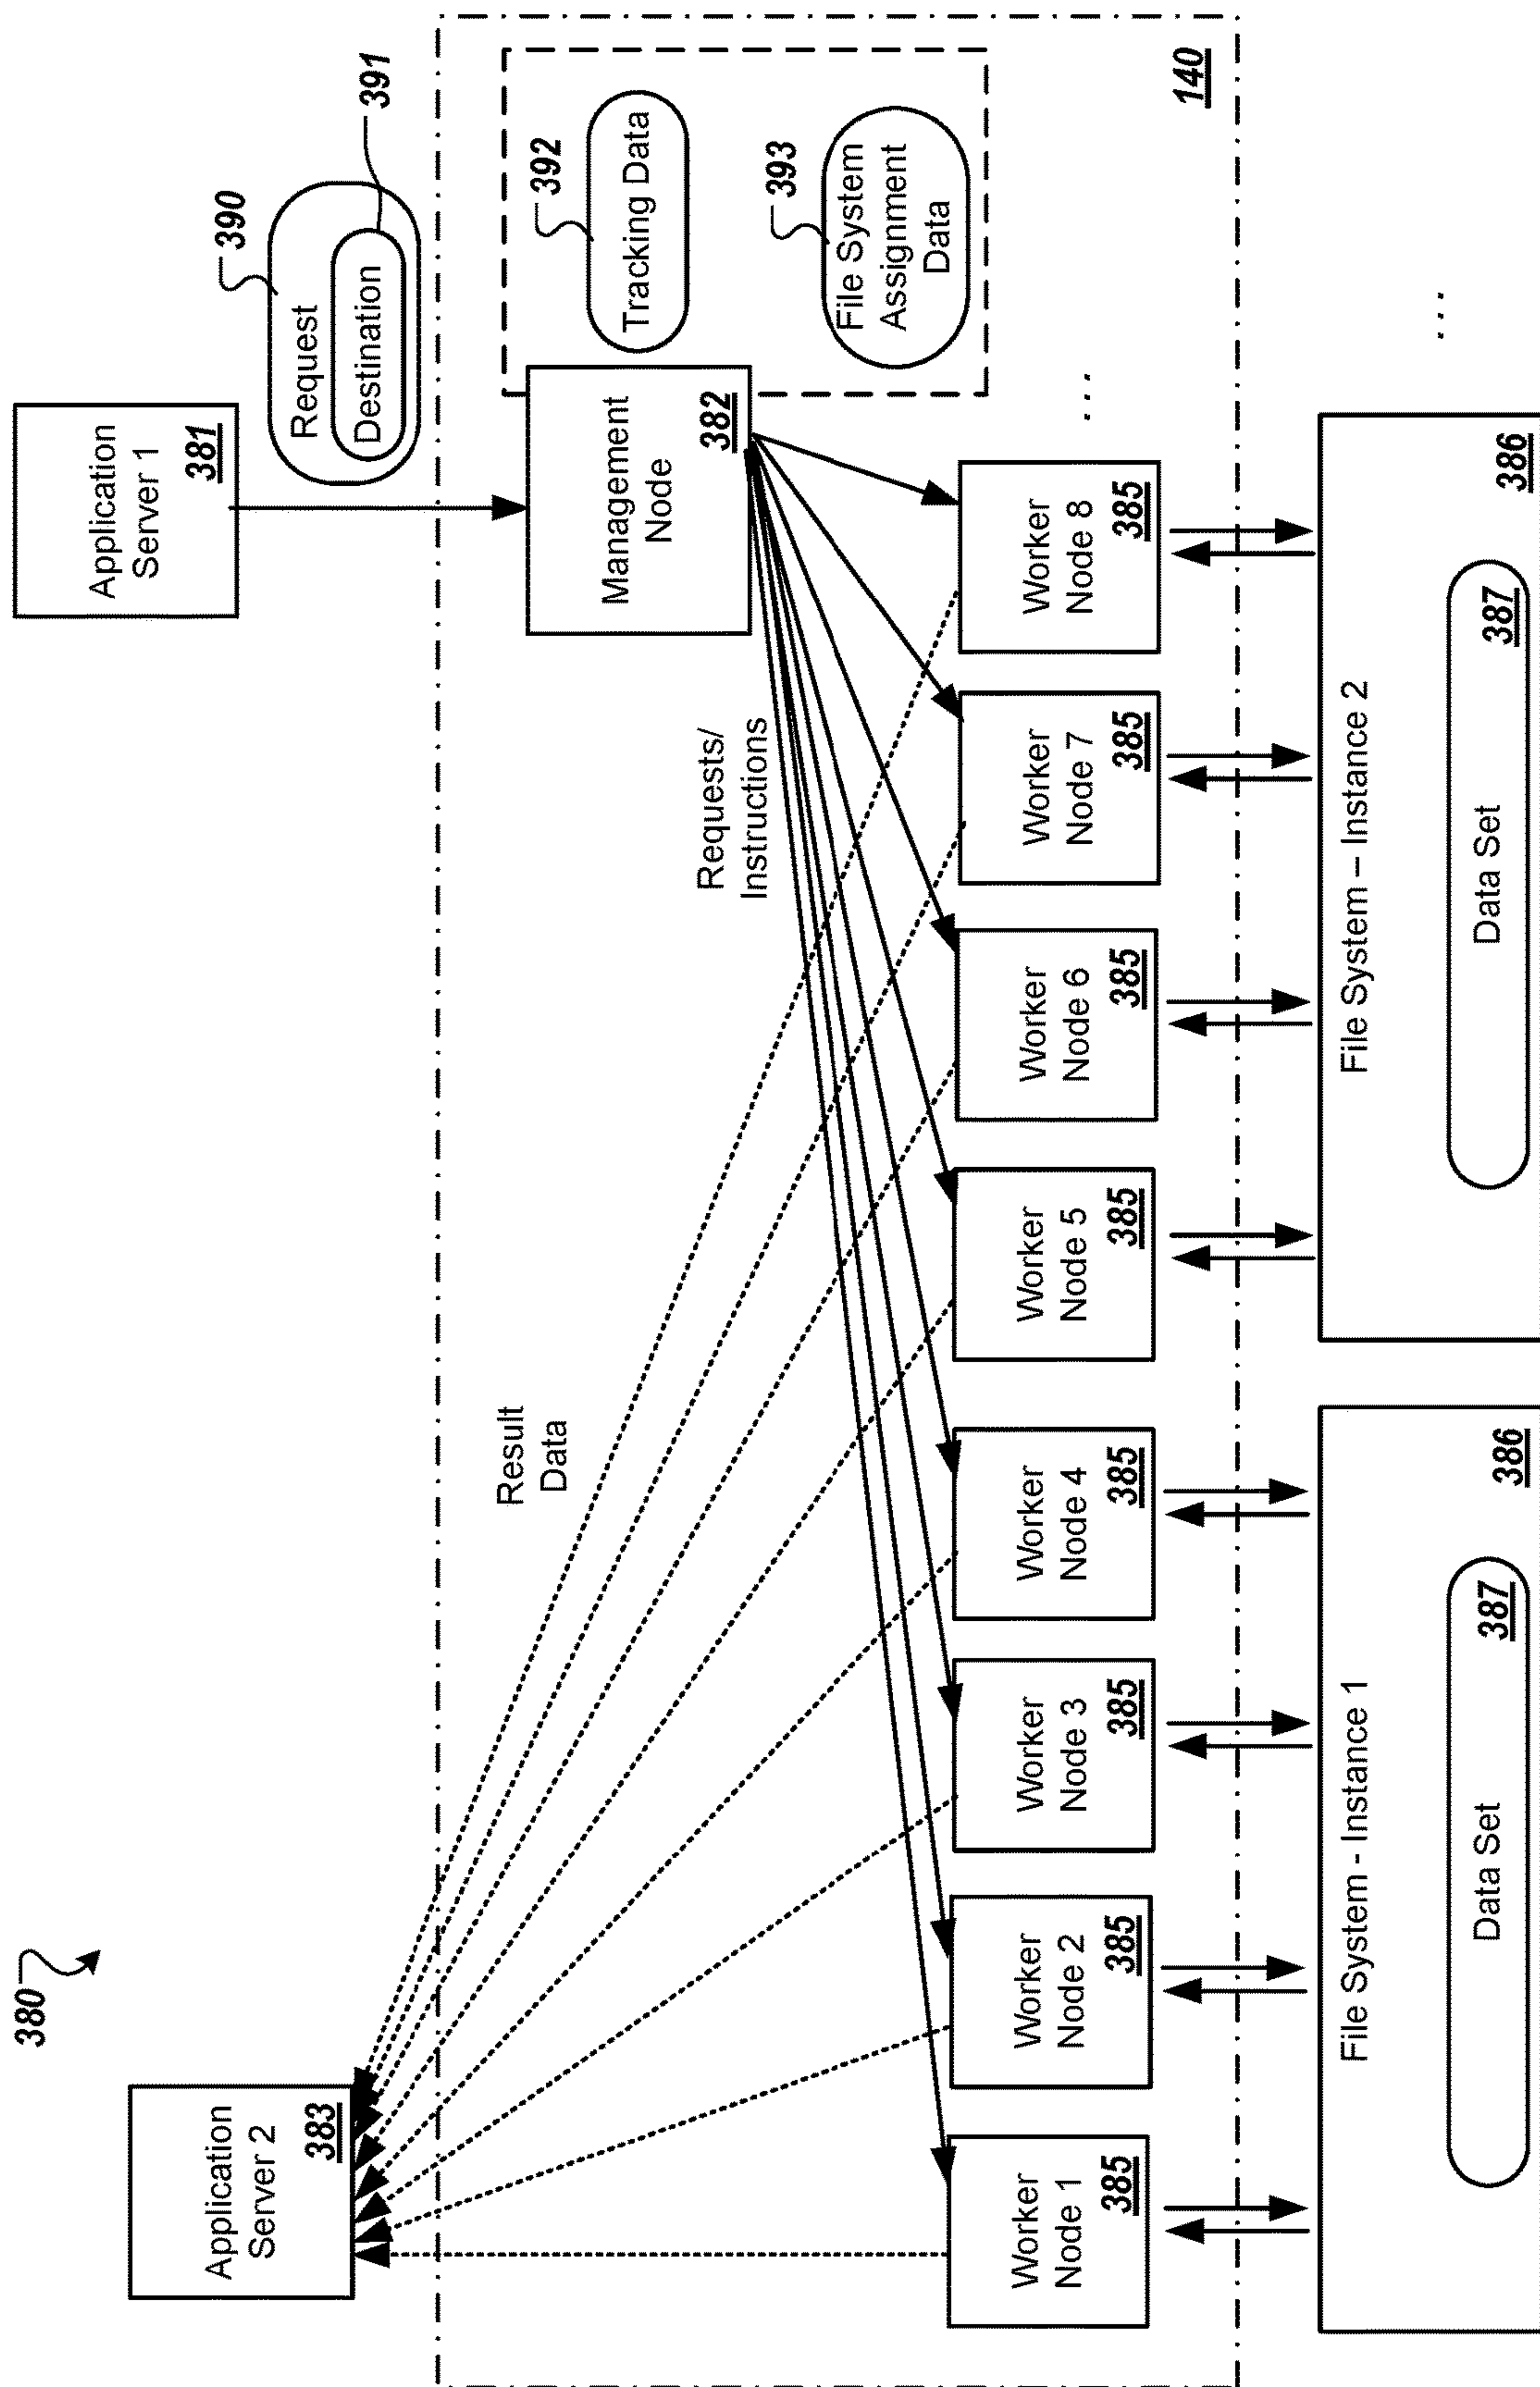 380
Application
Server 2
383
Application
Server 1
381
390
Request
Destination
391
Result
Data
Requests/
Instructions
Management
Node
382
392
Tracking Data
393
File System
Assignment
Data
140
Worker
Node 1
385
Worker
Node 2
385
Worker
Node 3
385
Worker
Node 4
385
Worker
Node 5
385
Worker
Node 6
385
Worker
Node 7
385
Worker
Node 8
385
...
File System - Instance 1
386
Data Set
387
File System – Instance 2
386
Data Set
387
...